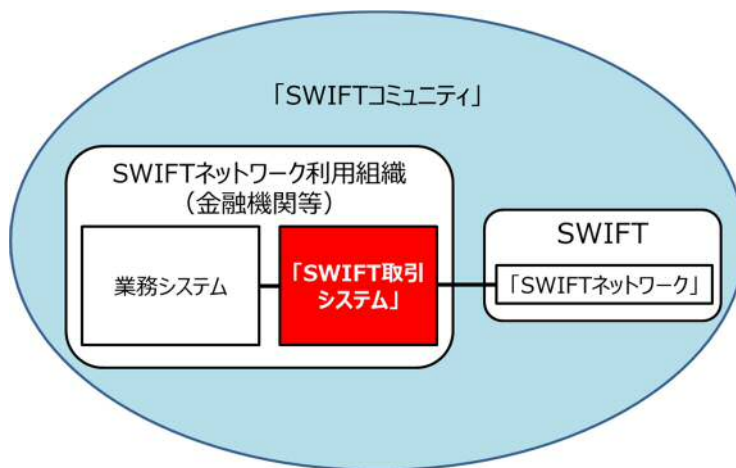 「SWIFTコミュニティ」
SWIFTネットワーク利用組織
（金融機関等）
業務システム
「SWIFT取引
システム」
SWIFT
「SWIFTネットワーク」